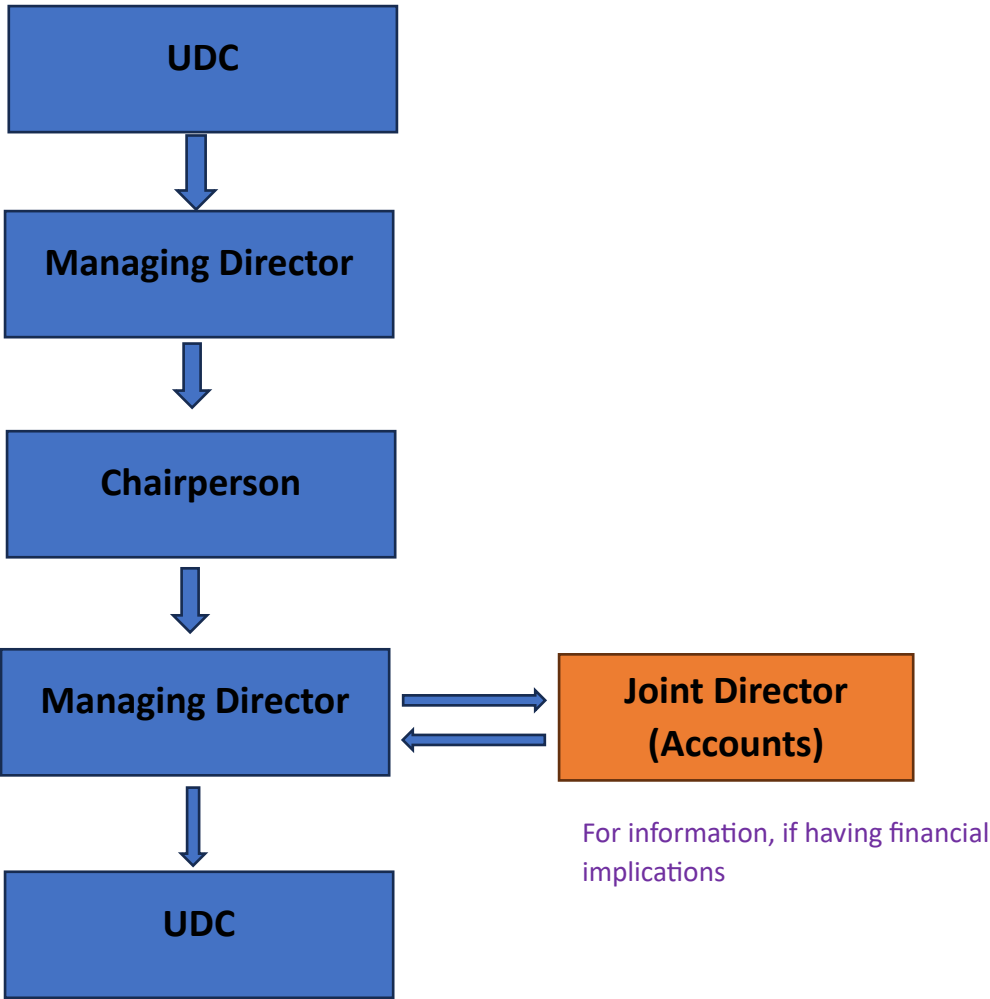 UDC
Managing Director
Chairperson
Managing Director
Joint Director
(Accounts)
For information, if having financial
implications
UDC